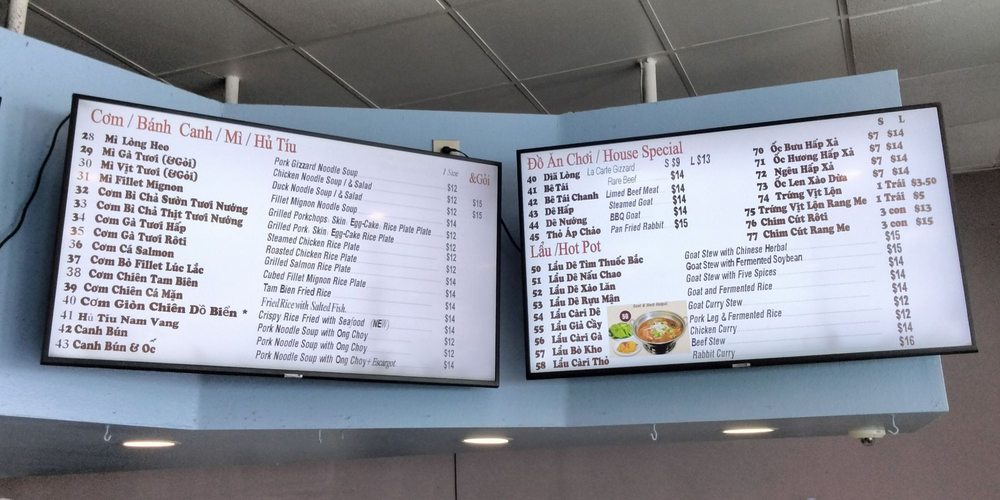 Cơm / Bánh Canh / Mì / Hủ Tíu
1 Size &Gỏi
28 Mì Lòng Heo Pork Gizzard Noodle Soup $12
29 Mì Gà Tươi (&Gỏi) Chicken Noodle Soup / & Salad $12 $15
30 Mì Vịt Tươi (&Gỏi) Duck Noodle Soup / & Salad $12 $15
31 Mì Fillet Mignon Fillet Mignon Noodle Soup $12
32 Cơm Bì Chả Sườn Tươi Nướng Grilled Porkchops. Skin. Egg-Cake. Rice Plate Plate $14
33 Cơm Bì Chả Thịt Tươi Nướng Grilled Pork. Skin. Egg-Cake Rice Plate $14
34 Cơm Gà Tươi Hấp Steamed Chicken Rice Plate $12
35 Cơm Gà Tươi Rôti Roasted Chicken Rice Plate $12
36 Cơm Cá Salmon Grilled Salmon Rice Plate $14
37 Cơm Bò Fillet Lúc Lắc Cubed Fillet Mignon Rice Plate $14
38 Cơm Chiên Tam Biên Tam Bien Fried Rice $14
39 Cơm Chiên Cá Mặn Fried Rice with Salted Fish. $14
40 Cơm Giòn Chiên Dồ Biển * Crispy Rice Fried with Seafood (NEW) $12
41 Hủ Tíu Nam Vang Pork Noodle Soup with Ong Choy $12
42 Canh Bún Pork Noodle Soup with Ong Choy $12
43 Canh Bún & Ốc Pork Noodle Soup with Ong Choy + Escargot $14
Đồ Ăn Chơi / House Special
40 Dĩa Lòng La Carte Gizzard S $9 L $13
41 Bê Tái Rare Beef $14
42 Bê Tái Chanh Limed Beef Meat $14
43 Dê Hấp Steamed Goat $14
44 Dê Nướng BBQ Goat $14
45 Thỏ Áp Chảo Pan Fried Rabbit $15
Lẩu /Hot Pot
50 Lẩu Dê Tìm Thuốc Bắc Goat Stew with Chinese Herbal $15
51 Lẩu Dê Nấu Chao Goat Stew with Fermented Soybean $15
52 Lẩu Dê Xào Lăn Goat Stew with Five Spices $14
53 Lẩu Dê Rựu Mận Goat and Fermented Rice $14
54 Lẩu Càri Dê Goat Curry Stew $14
55 Lẩu Giả Cầy Pork Leg & Fermented Rice $12
56 Lẩu Càri Gà Chicken Curry $12
57 Lẩu Bò Kho Beef Stew $14
58 Lẩu Càri Thỏ Rabbit Curry $16
S L
70 Ốc Bưu Hấp Xả $7 $14
71 Ốc Hương Hấp Xả $7 $14
72 Ngêu Hấp Xả $7 $14
73 Ốc Len Xào Dừa $7 $14
74 Trứng Vịt Lộn 1 Trái $3.50
75 Trứng Vịt Lộn Rang Me 1 Trái $5
76 Chim Cút Rôti 3 con $13
77 Chim Cút Rang Me 3 con $15